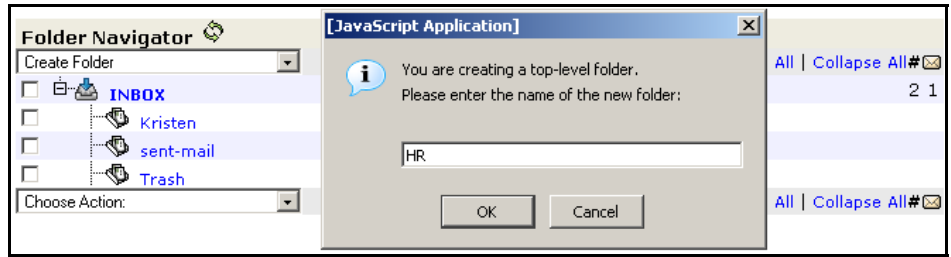 Folder Navigator
Create Folder
All | Collapse All#
INBOX
2 1
Kristen
sent-mail
Trash
Choose Action:
All | Collapse All#
[JavaScript Application]
i
You are creating a top-level folder.
Please enter the name of the new folder:
HR
OK Cancel